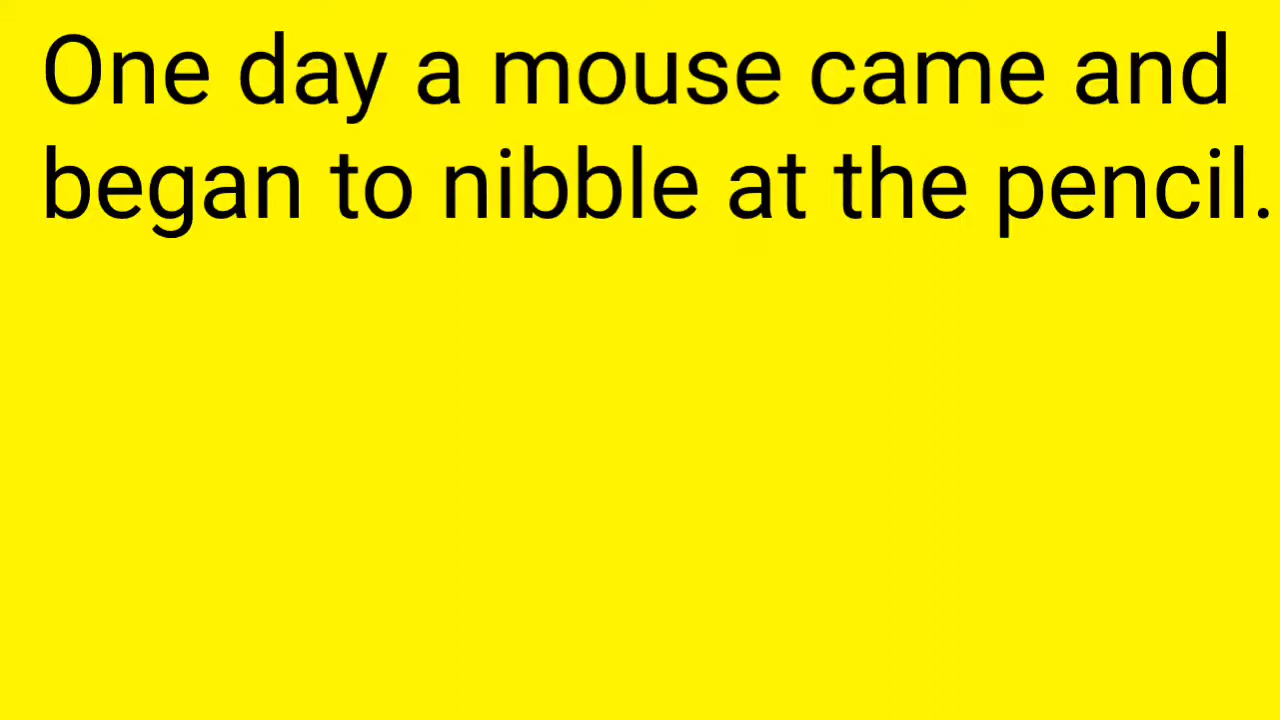 One day a mouse came and
began to nibble at the pencil.